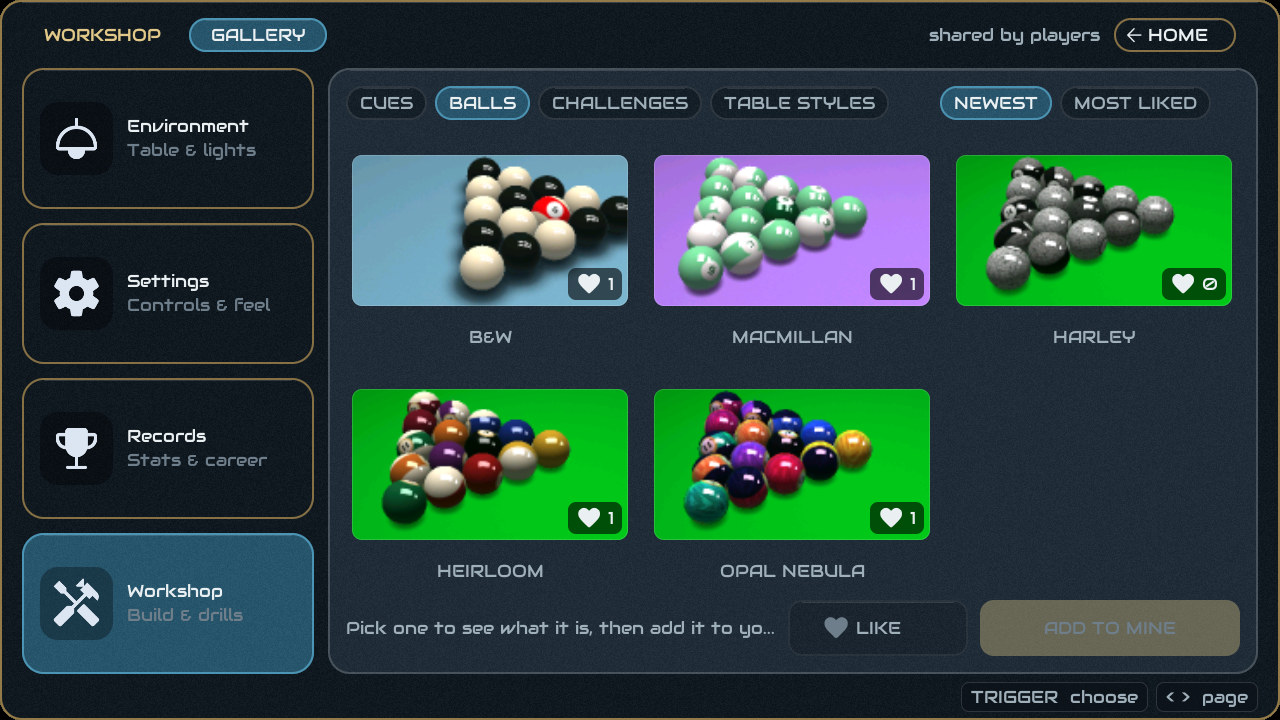 WORKSHOP GALLERY shared by players ← HOME
CUES BALLS CHALLENGES TABLE STYLES NEWEST MOST LIKED
Environment
Table & lights
Settings
Controls & feel
Records
Stats & career
Workshop
Build & drills
1 1 0
B&W MACMILLAN HARLEY
1 1
HEIRLOOM OPAL NEBULA
Pick one to see what it is, then add it to yo... LIKE ADD TO MINE
TRIGGER choose < > page